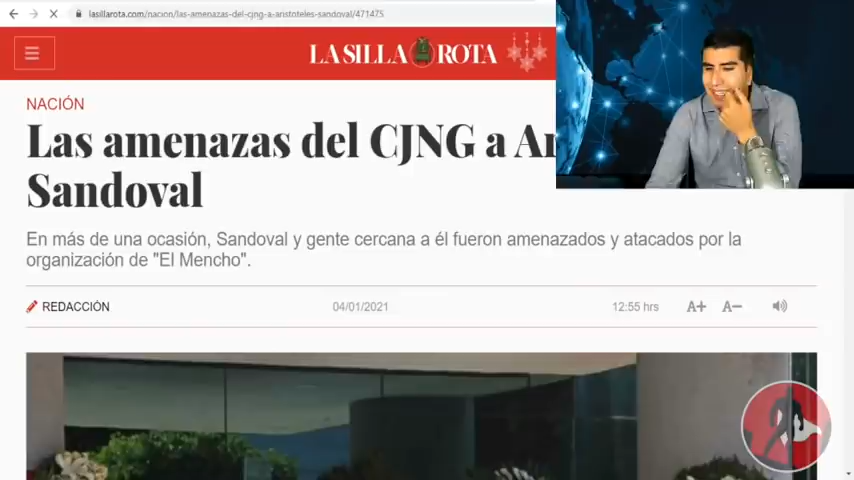 lasillarota.com/nacion/las-amenazas-del-cjng-a-aristoteles-sandoval/471475
LA SILLA ROTA
NACIÓN
Las amenazas del CJNG a Ar
Sandoval
En más de una ocasión, Sandoval y gente cercana a él fueron amenazados y atacados por la
organización de "El Mencho".
REDACCIÓN
04/01/2021
12:55 hrs
A+
A−